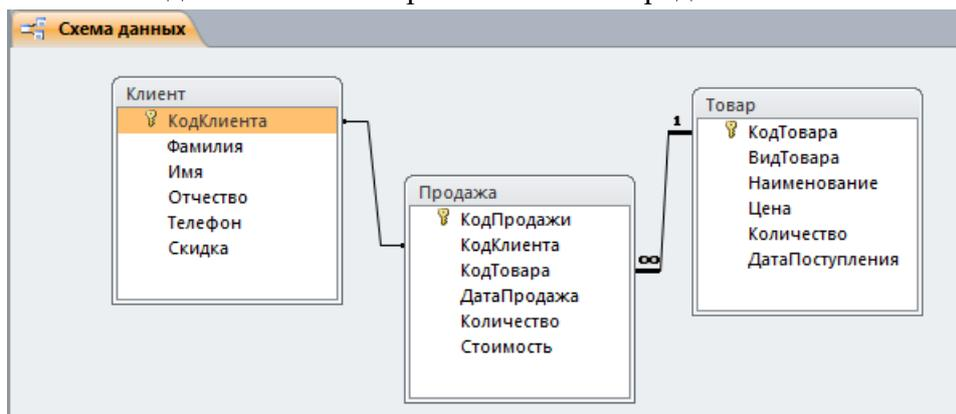 Схема данных
Клиент
КодКлиента
Фамилия
Имя
Отчество
Телефон
Скидка
Продажа
КодПродажи
КодКлиента
КодТовара
ДатаПродажа
Количество
Стоимость
1
∞
Товар
КодТовара
ВидТовара
Наименование
Цена
Количество
ДатаПоступления